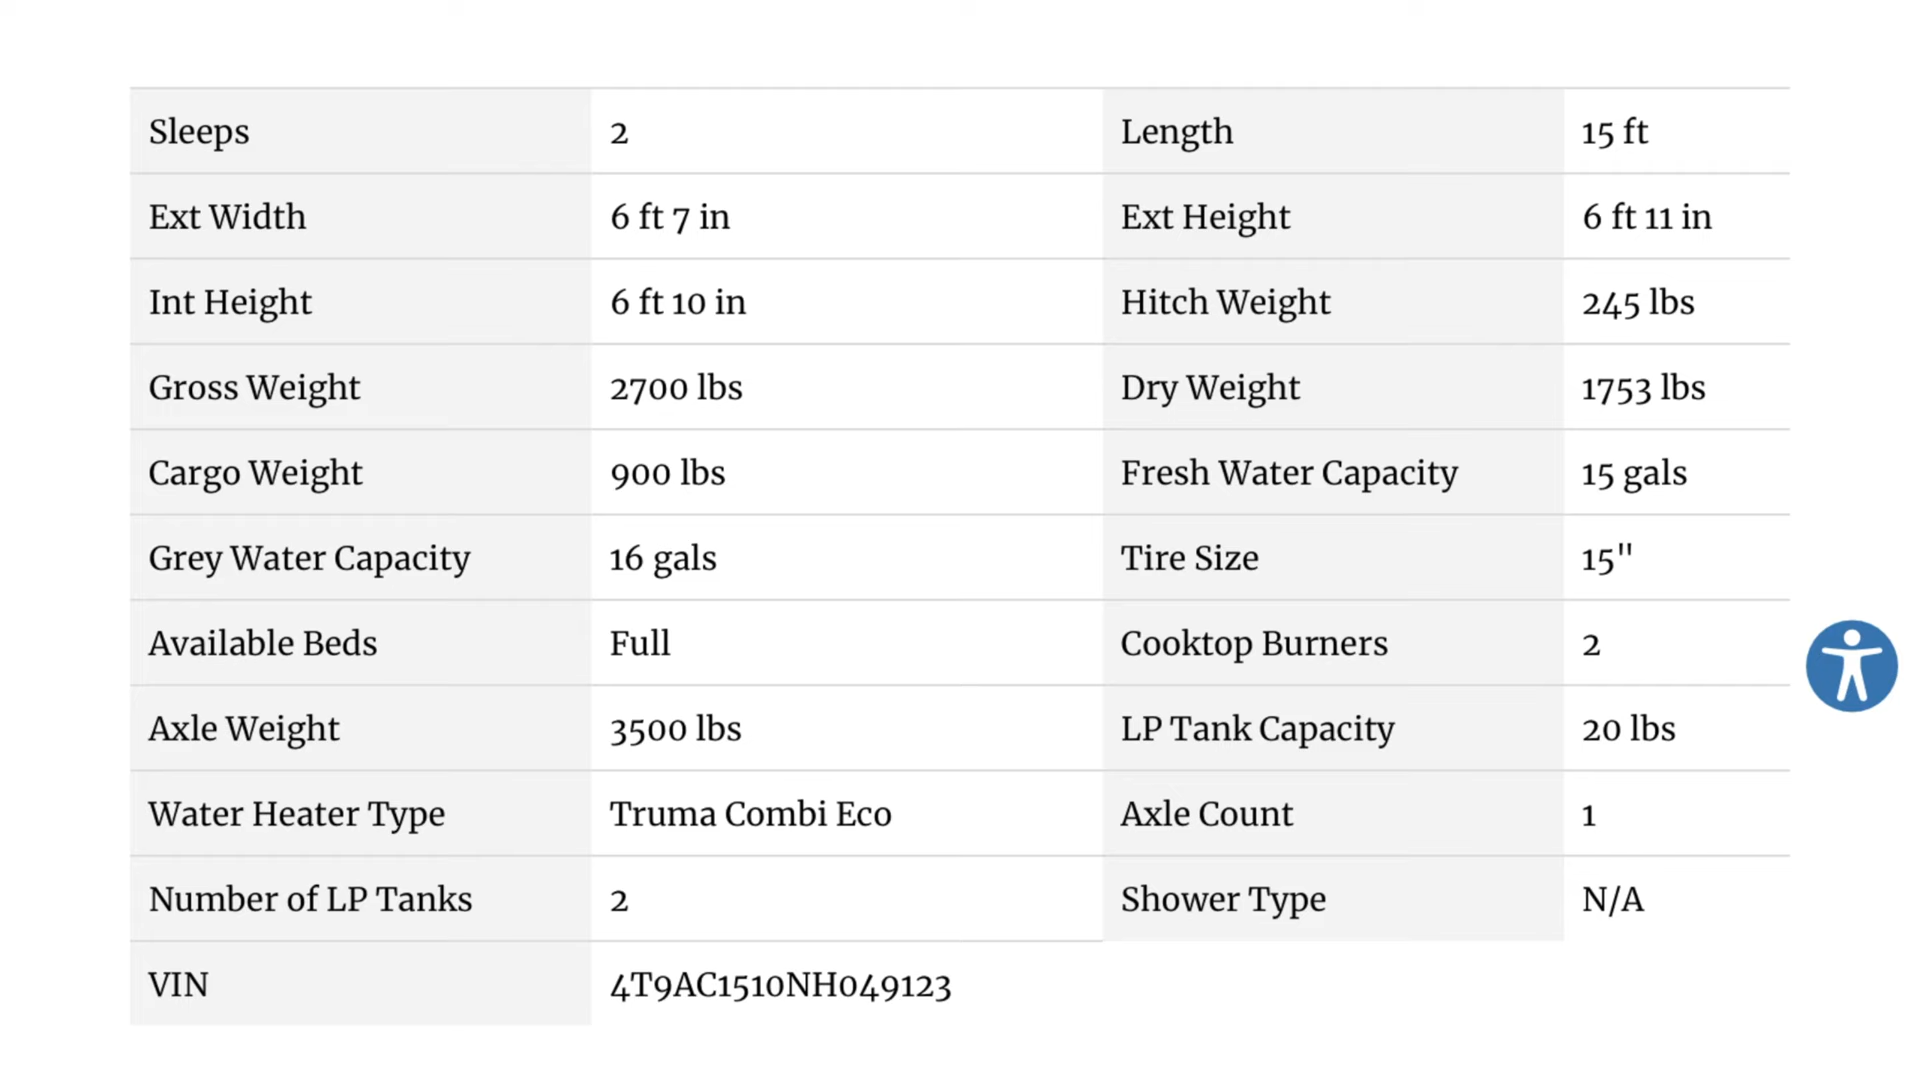 Sleeps 2 Length 15 ft
Ext Width 6 ft 7 in Ext Height 6 ft 11 in
Int Height 6 ft 10 in Hitch Weight 245 lbs
Gross Weight 2700 lbs Dry Weight 1753 lbs
Cargo Weight 900 lbs Fresh Water Capacity 15 gals
Grey Water Capacity 16 gals Tire Size 15"
Available Beds Full Cooktop Burners 2
Axle Weight 3500 lbs LP Tank Capacity 20 lbs
Water Heater Type Truma Combi Eco Axle Count 1
Number of LP Tanks 2 Shower Type N/A
VIN 4T9AC1510NH049123